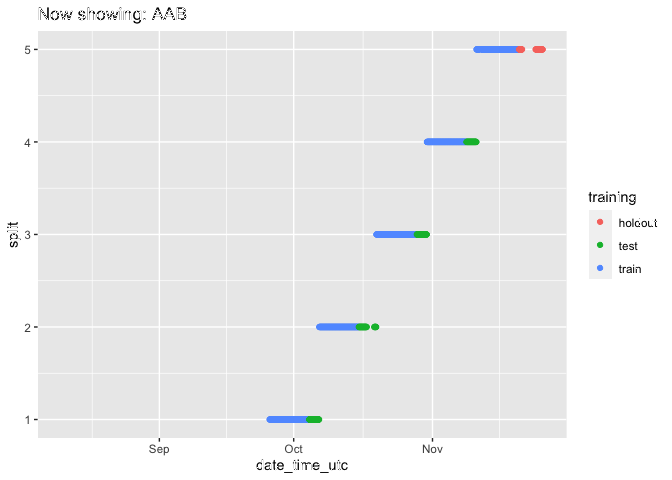 Now showing: AAB
5
4
3
2
1
split
Sep Oct Nov
date_time_utc
training
holdout
test
train